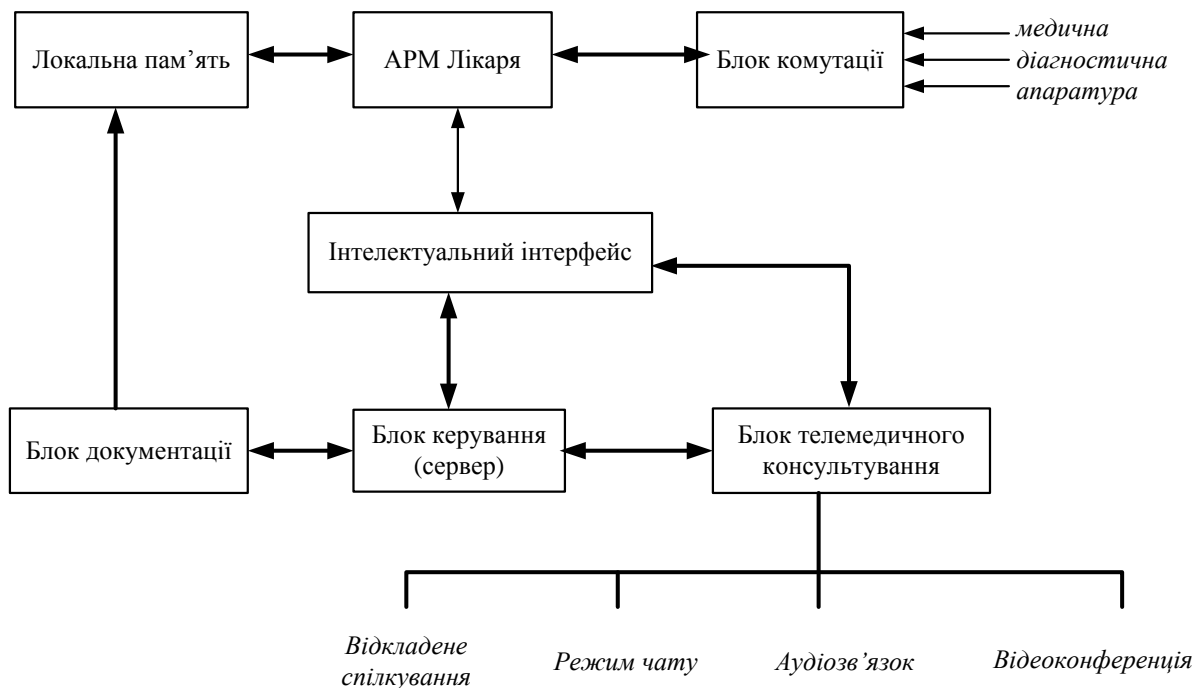 Локальна пам’ять
АРМ Лікаря
Блок комутації
медична
діагностична
апаратура
Інтелектуальний інтерфейс
Блок документації
Блок керування
(сервер)
Блок телемедичного
консультування
Відкладене
спілкування
Режим чату
Аудіозв’язок
Відеоконференція